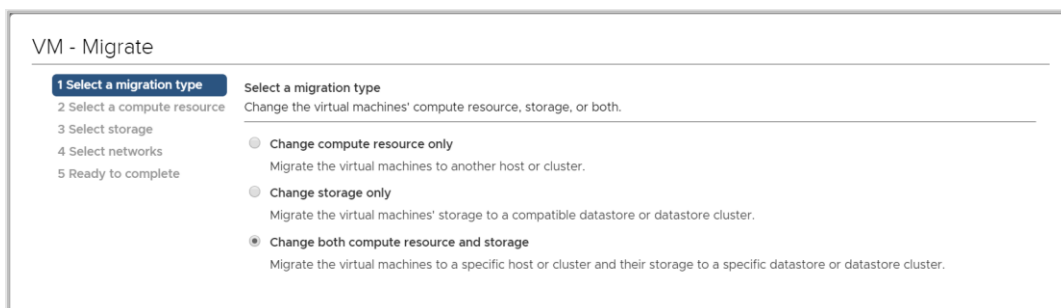 VM - Migrate
1 Select a migration type
2 Select a compute resource
3 Select storage
4 Select networks
5 Ready to complete
Select a migration type
Change the virtual machines' compute resource, storage, or both.
Change compute resource only
Migrate the virtual machines to another host or cluster.
Change storage only
Migrate the virtual machines' storage to a compatible datastore or datastore cluster.
Change both compute resource and storage
Migrate the virtual machines to a specific host or cluster and their storage to a specific datastore or datastore cluster.